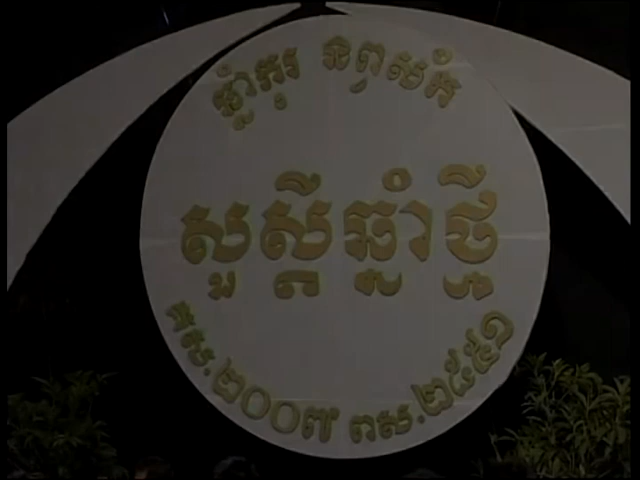 ឆ្នាំកុរ នព្វស័ក
សួស្តីឆ្នាំថ្មី
គស.២០០៧ ពស.២៥៥១